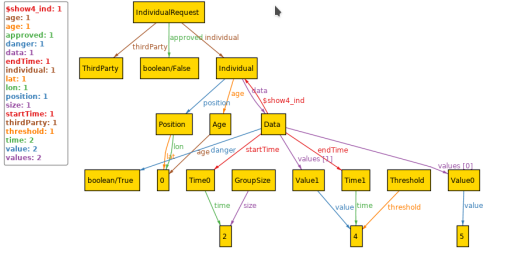 $show4_ind: 1
age: 1
age: 1
approved: 1
danger: 1
data: 1
endTime: 1
individual: 1
lat: 1
lon: 1
position: 1
size: 1
startTime: 1
thirdParty: 1
threshold: 1
time: 2
value: 2
values: 2
IndividualRequest
thirdParty
approved
individual
ThirdParty
boolean/False
Individual
position
age
data
$show4_ind
Position
Age
Data
lon
age
danger
startTime
values [1]
endTime
values [0]
boolean/True
0
Time0
GroupSize
Value1
Time1
Threshold
Value0
time
size
value
time
threshold
value
2
4
5